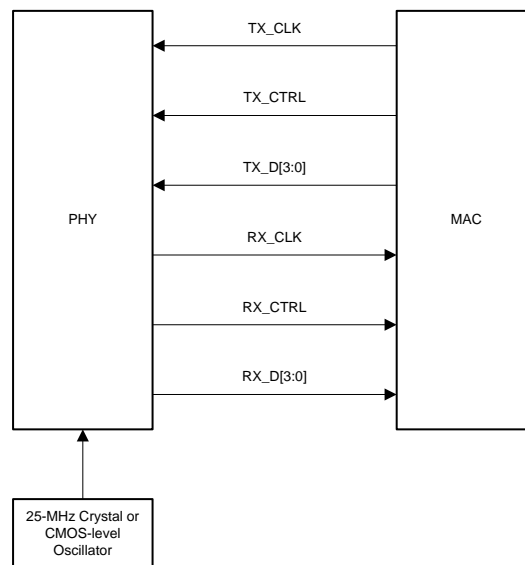 TX_CLK
TX_CTRL
TX_D[3:0]
PHY
MAC
RX_CLK
RX_CTRL
RX_D[3:0]
25-MHz Crystal or
CMOS-level
Oscillator